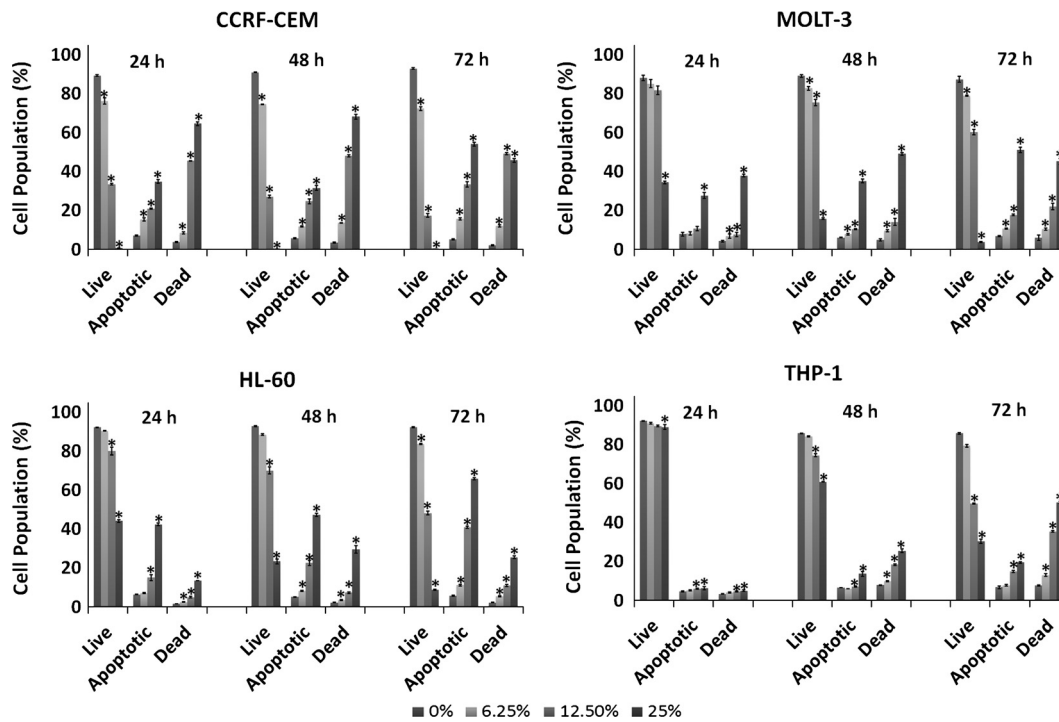 CCRF-CEM
Cell Population (%)
100
80
60
40
20
0
24 h
48 h
72 h
* * * * * * * * *
* * * * * * * * *
* * * * * * * * *
Live
Apoptotic
Dead
Live
Apoptotic
Dead
Live
Apoptotic
Dead
MOLT-3
Cell Population (%)
100
80
60
40
20
0
24 h
48 h
72 h
Live
Apoptotic
Dead
Live
Apoptotic
Dead
Live
Apoptotic
Dead
HL-60
Cell Population (%)
100
80
60
40
20
0
24 h
48 h
72 h
Live
Apoptotic
Dead
Live
Apoptotic
Dead
Live
Apoptotic
Dead
THP-1
Cell Population (%)
100
80
60
40
20
0
24 h
48 h
72 h
Live
Apoptotic
Dead
Live
Apoptotic
Dead
Live
Apoptotic
Dead
0% 6.25% 12.50% 25%